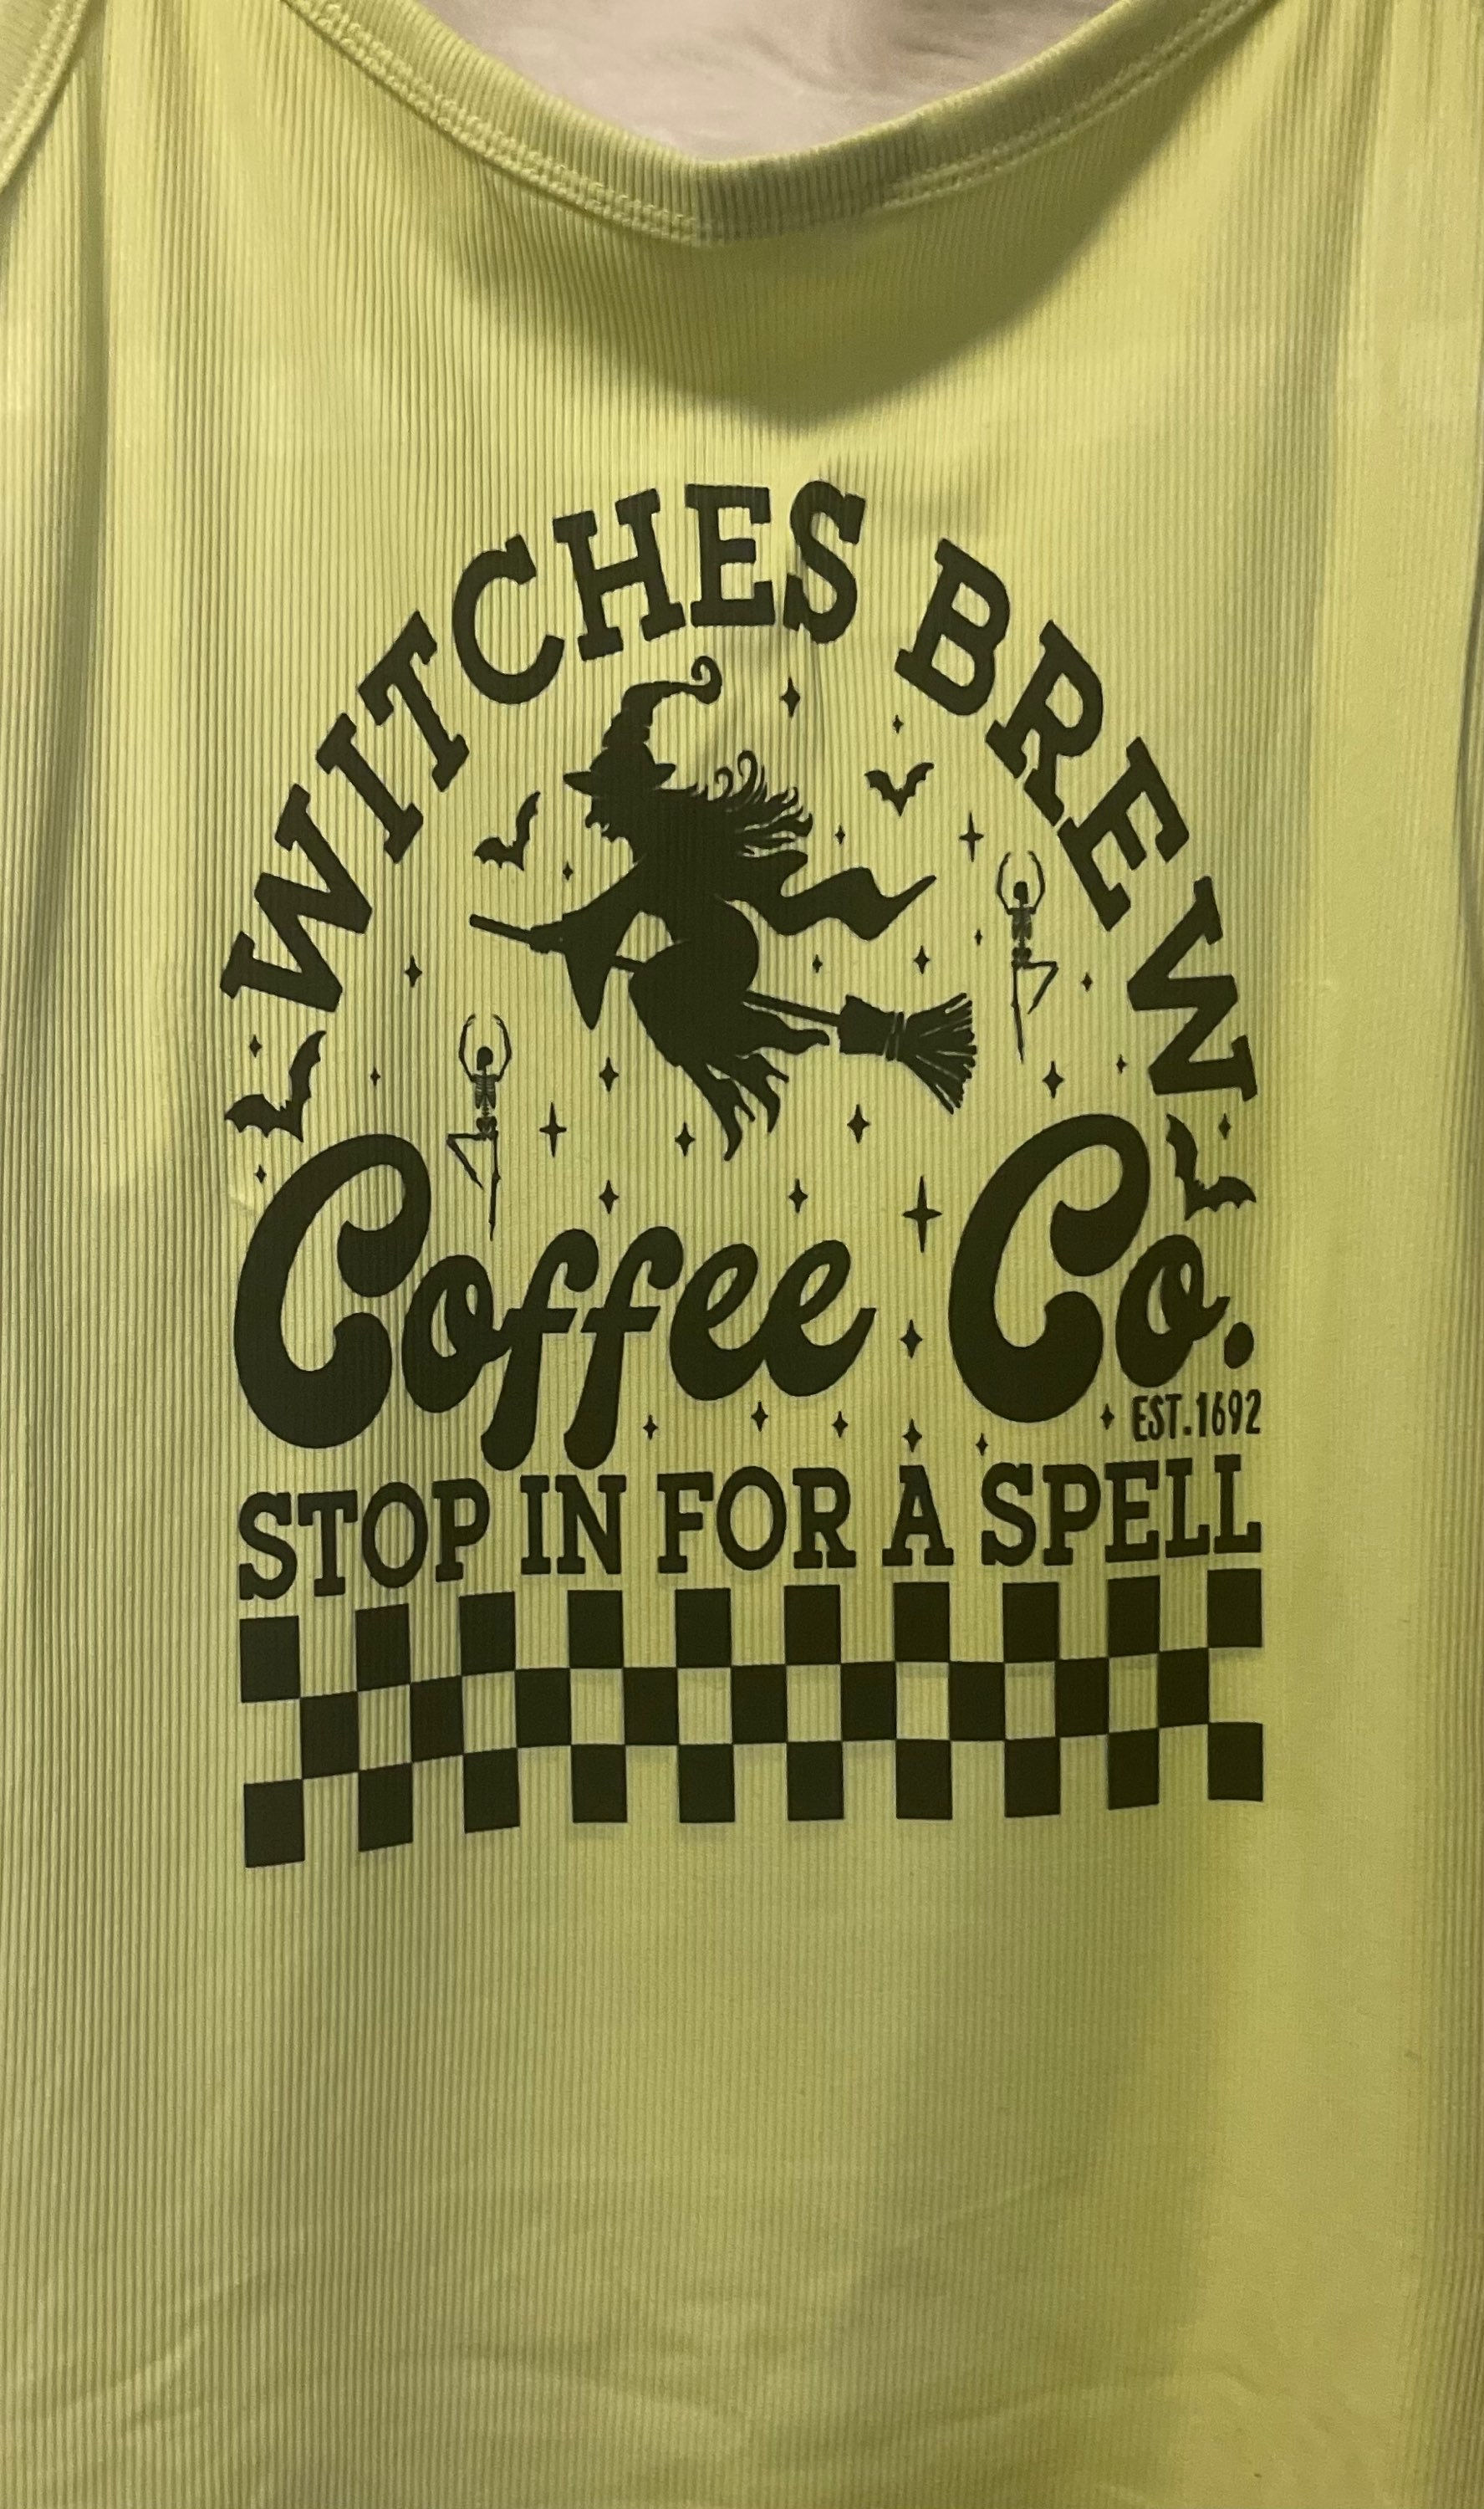 WITCHES BREW
Coffee Co.
EST.1692
STOP IN FOR A SPELL